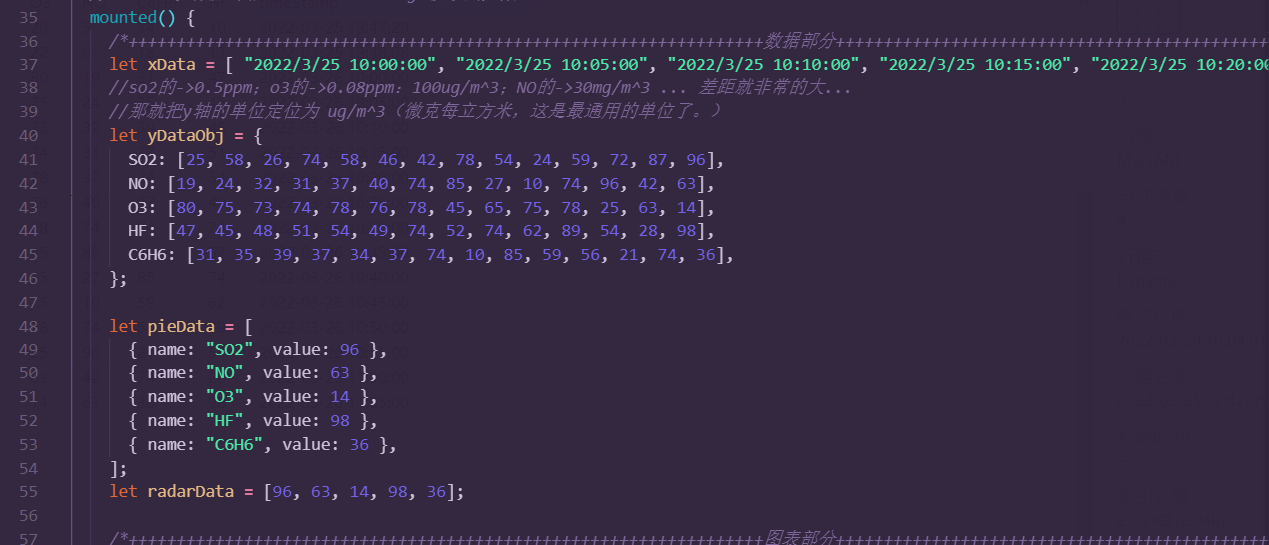 35 mounted() {
36 /*++++++++++++++++++++++++++++++++++++++++++++++++++++++++++++++++++数据部分+++++++++++++++++++++++++++++++++++++++++++++
37 let xData = [ "2022/3/25 10:00:00", "2022/3/25 10:05:00", "2022/3/25 10:10:00", "2022/3/25 10:15:00", "2022/3/25 10:20:00
38 //so2的->0.5ppm；o3的->0.08ppm：100ug/m^3；NO的->30mg/m^3 ... 差距就非常的大...
39 //那就把y轴的单位定位为 ug/m^3（微克每立方米，这是最通用的单位了。）
40 let yDataObj = {
41 SO2: [25, 58, 26, 74, 58, 46, 42, 78, 54, 24, 59, 72, 87, 96],
42 NO: [19, 24, 32, 31, 37, 40, 74, 85, 27, 10, 74, 96, 42, 63],
43 O3: [80, 75, 73, 74, 78, 76, 78, 45, 65, 75, 78, 25, 63, 14],
44 HF: [47, 45, 48, 51, 54, 49, 74, 52, 74, 62, 89, 54, 28, 98],
45 C6H6: [31, 35, 39, 37, 34, 37, 74, 10, 85, 59, 56, 21, 74, 36],
46 };
47
48 let pieData = [
49 { name: "SO2", value: 96 },
50 { name: "NO", value: 63 },
51 { name: "O3", value: 14 },
52 { name: "HF", value: 98 },
53 { name: "C6H6", value: 36 },
54 ];
55 let radarData = [96, 63, 14, 98, 36];
56
57 /*++++++++++++++++++++++++++++++++++++++++++++++++++++++++++++++++++图表部分+++++++++++++++++++++++++++++++++++++++++++++